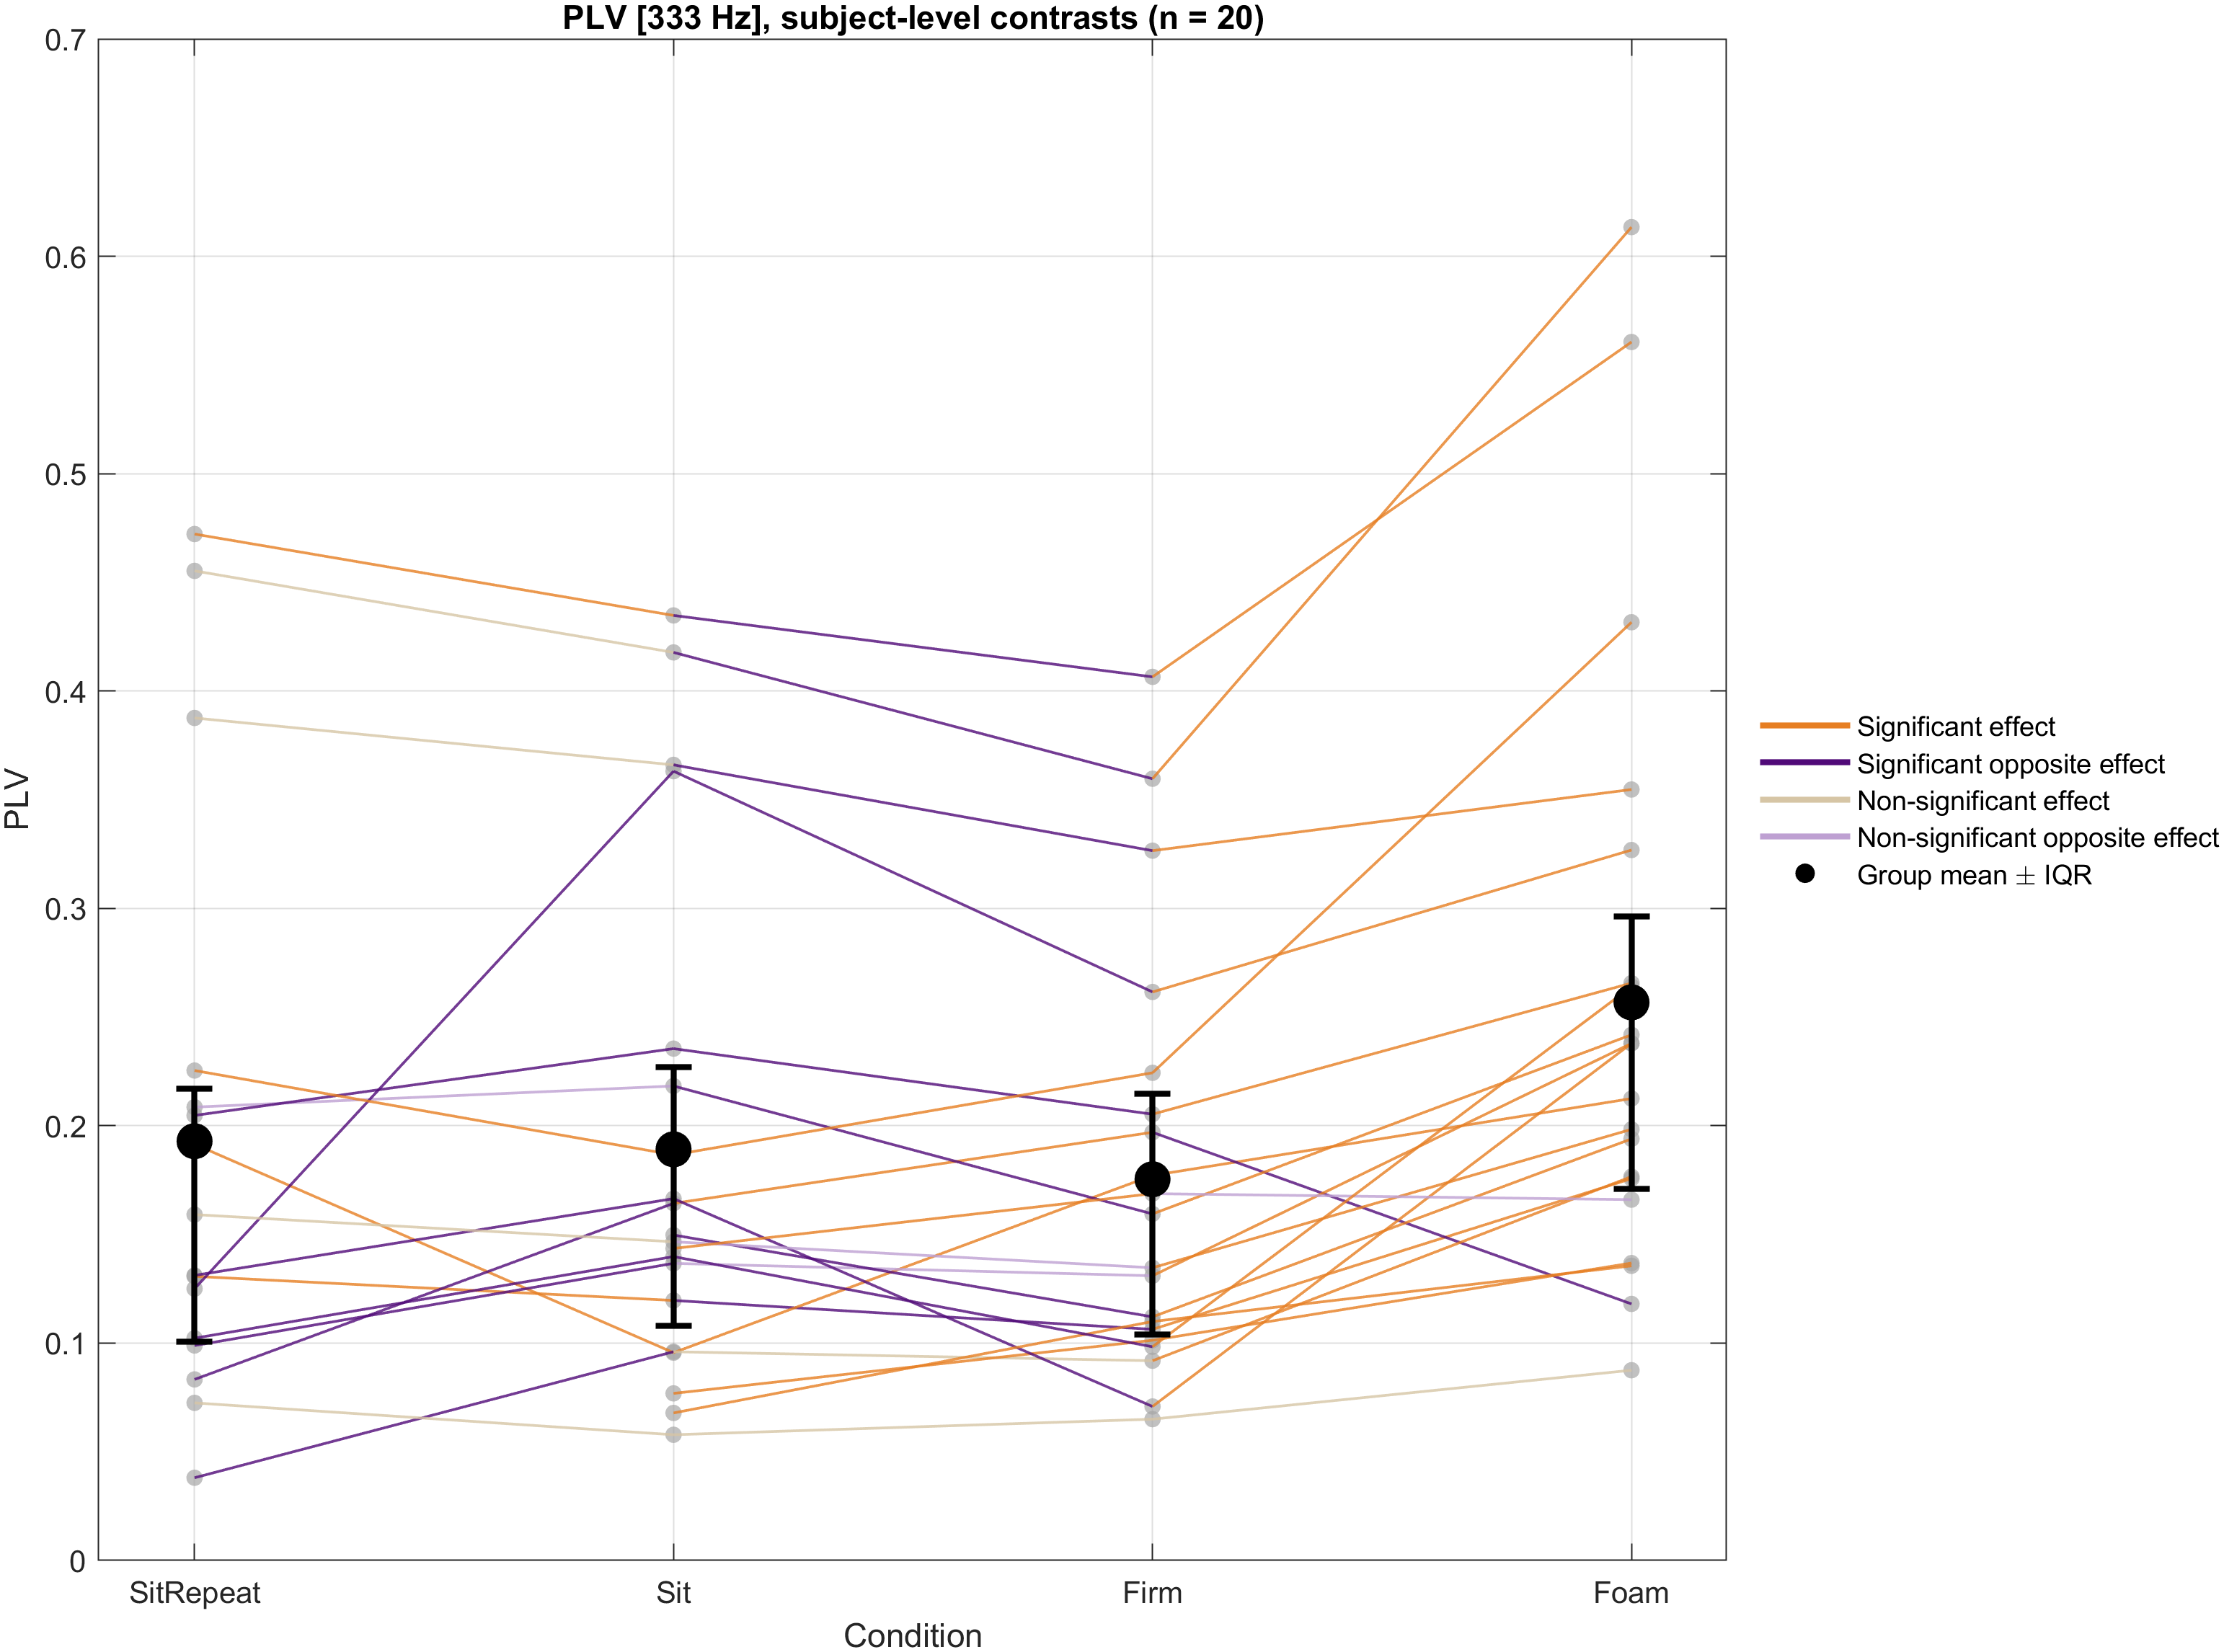 PLV [333 Hz], subject-level contrasts (n = 20)
0.7
0.6
0.5
0.4
0.3
0.2
0.1
0
PLV
SitRepeat
Sit
Firm
Foam
Condition
Significant effect
Significant opposite effect
Non-significant effect
Non-significant opposite effect
Group mean ± IQR